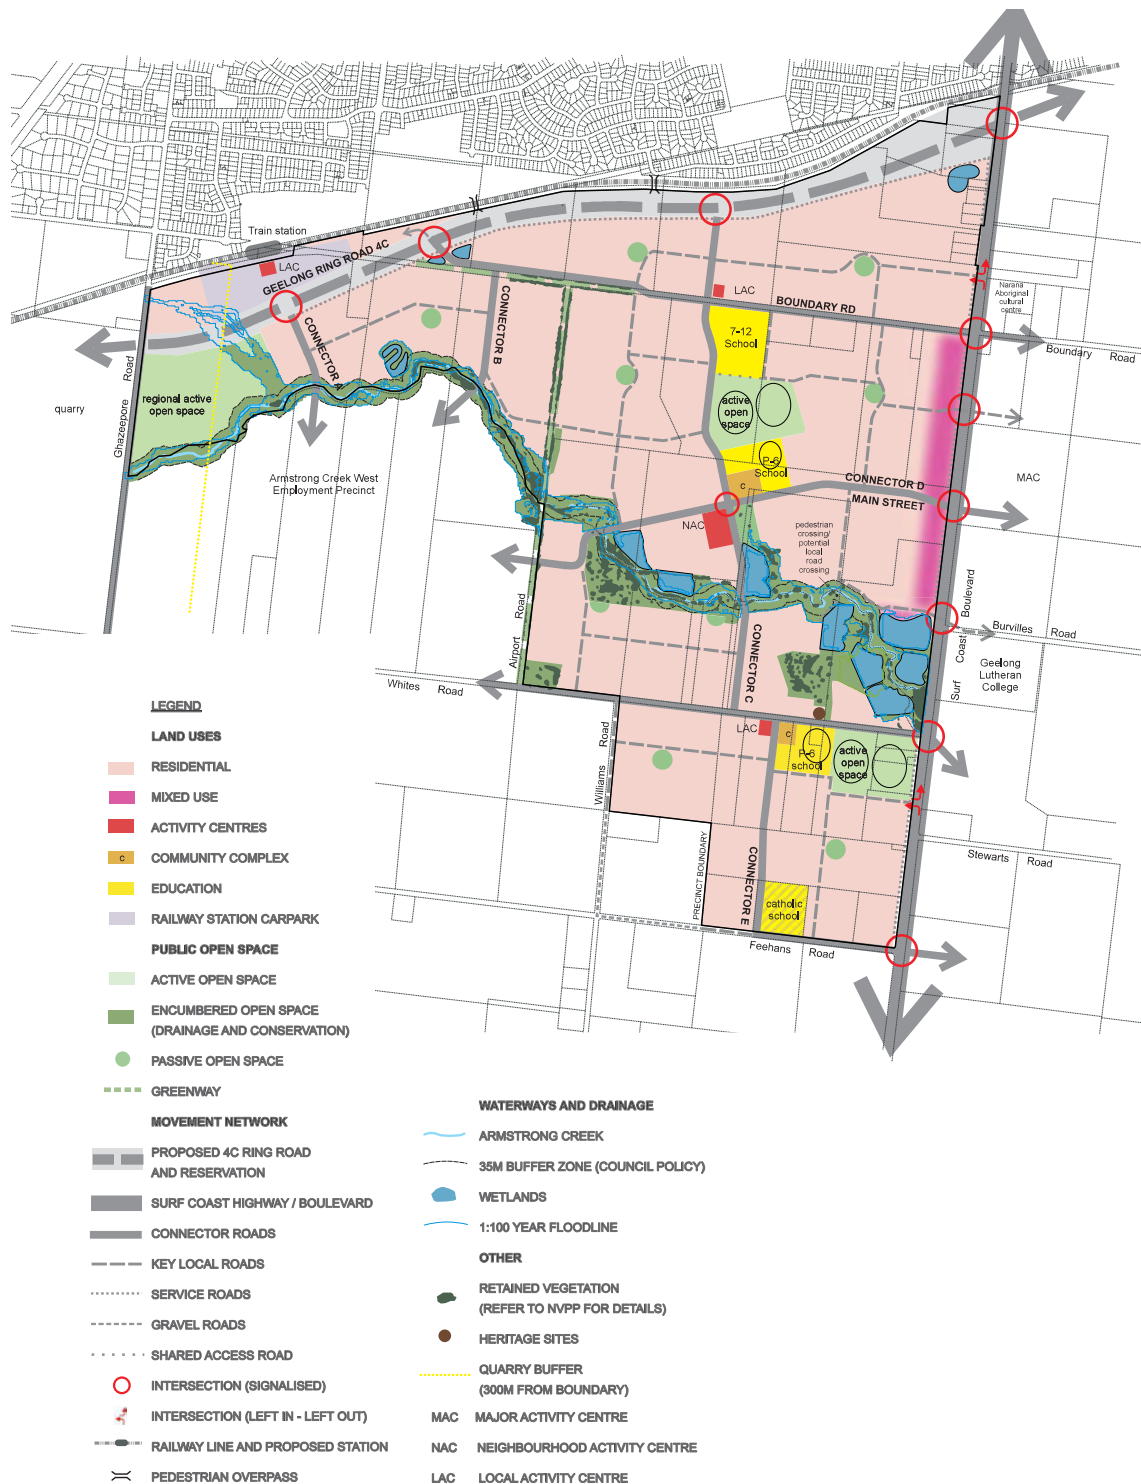 Train station
LAC
GEELONG RING ROAD 4C
CONNECTOR A
CONNECTOR B
LAC
BOUNDARY RD
Narana
Aboriginal
cultural
centre
Boundary Road
7-12
School
quarry
Ghazeepore Road
regional active
open space
active
open
space
P-6
School
c
CONNECTOR D
MAIN STREET
MAC
Armstrong Creek West
Employment Precinct
NAC
pedestrian
crossing/
potential
local
road
crossing
Airport Road
CONNECTOR C
Surf Coast Boulevard
Burvilles Road
Geelong
Lutheran
College
Whites Road
LAC
c
P-6
school
active
open
space
Williams Road
PRECINCT BOUNDARY
CONNECTOR E
catholic
school
Stewarts Road
Feehans Road
LEGEND
LAND USES
RESIDENTIAL
MIXED USE
ACTIVITY CENTRES
c COMMUNITY COMPLEX
EDUCATION
RAILWAY STATION CARPARK
PUBLIC OPEN SPACE
ACTIVE OPEN SPACE
ENCUMBERED OPEN SPACE
(DRAINAGE AND CONSERVATION)
PASSIVE OPEN SPACE
GREENWAY
MOVEMENT NETWORK
PROPOSED 4C RING ROAD
AND RESERVATION
SURF COAST HIGHWAY / BOULEVARD
CONNECTOR ROADS
KEY LOCAL ROADS
SERVICE ROADS
GRAVEL ROADS
SHARED ACCESS ROAD
INTERSECTION (SIGNALISED)
INTERSECTION (LEFT IN - LEFT OUT)
RAILWAY LINE AND PROPOSED STATION
PEDESTRIAN OVERPASS
WATERWAYS AND DRAINAGE
ARMSTRONG CREEK
35M BUFFER ZONE (COUNCIL POLICY)
WETLANDS
1:100 YEAR FLOODLINE
OTHER
RETAINED VEGETATION
(REFER TO NVPP FOR DETAILS)
HERITAGE SITES
QUARRY BUFFER
(300M FROM BOUNDARY)
MAC MAJOR ACTIVITY CENTRE
NAC NEIGHBOURHOOD ACTIVITY CENTRE
LAC LOCAL ACTIVITY CENTRE